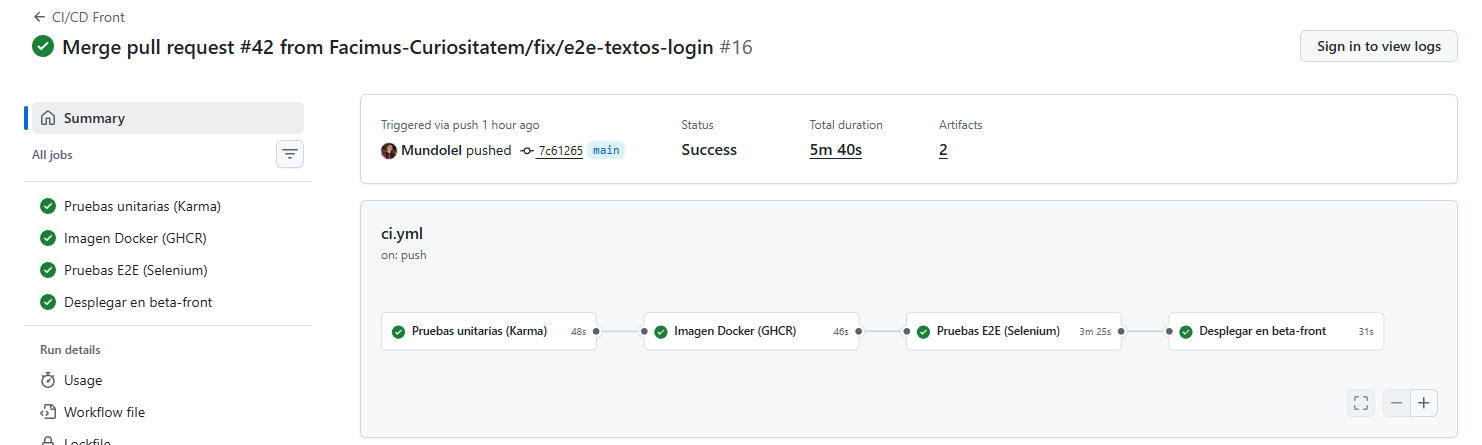 ← CI/CD Front
Merge pull request #42 from Facimus-Curiositatem/fix/e2e-textos-login #16
Sign in to view logs
Summary
All jobs
Pruebas unitarias (Karma)
Imagen Docker (GHCR)
Pruebas E2E (Selenium)
Desplegar en beta-front
Run details
Usage
Workflow file
Lockfile
Triggered via push 1 hour ago
Mundolel pushed 7c61265 main
Status
Success
Total duration
5m 40s
Artifacts
2
ci.yml
on: push
Pruebas unitarias (Karma) 48s
Imagen Docker (GHCR) 46s
Pruebas E2E (Selenium) 3m 25s
Desplegar en beta-front 31s